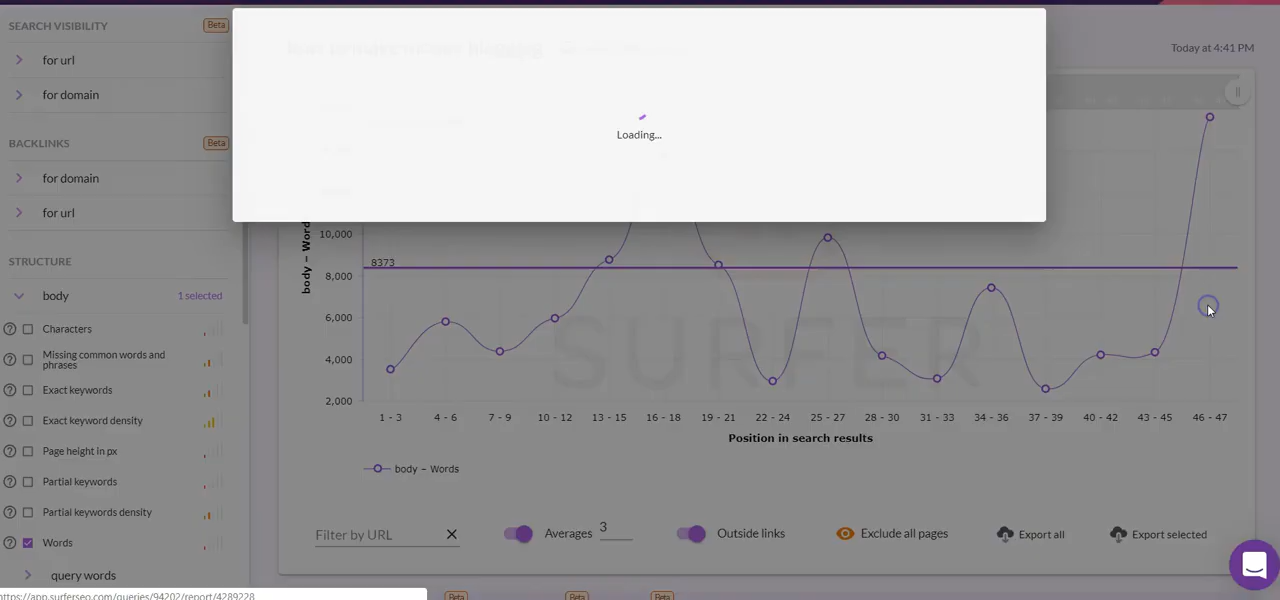 SEARCH VISIBILITY
Beta
for url
for domain
BACKLINKS
Beta
for domain
for url
STRUCTURE
body
1 selected
Characters
Missing common words and
phrases
Exact keywords
Exact keyword density
Page height in px
Partial keywords
Partial keywords density
Words
query words
https://app.surferseo.com/queries/94202/report/4289228
Loading...
Today at 4:41 PM
body – Word
10,000
8373
8,000
6,000
4,000
2,000
SURFER
1 - 3
4 - 6
7 - 9
10 - 12
13 - 15
16 - 18
19 - 21
22 - 24
25 - 27
28 - 30
31 - 33
34 - 36
37 - 39
40 - 42
43 - 45
46 - 47
Position in search results
body – Words
Filter by URL
Averages
3
Outside links
Exclude all pages
Export all
Export selected
Beta
Beta
Beta